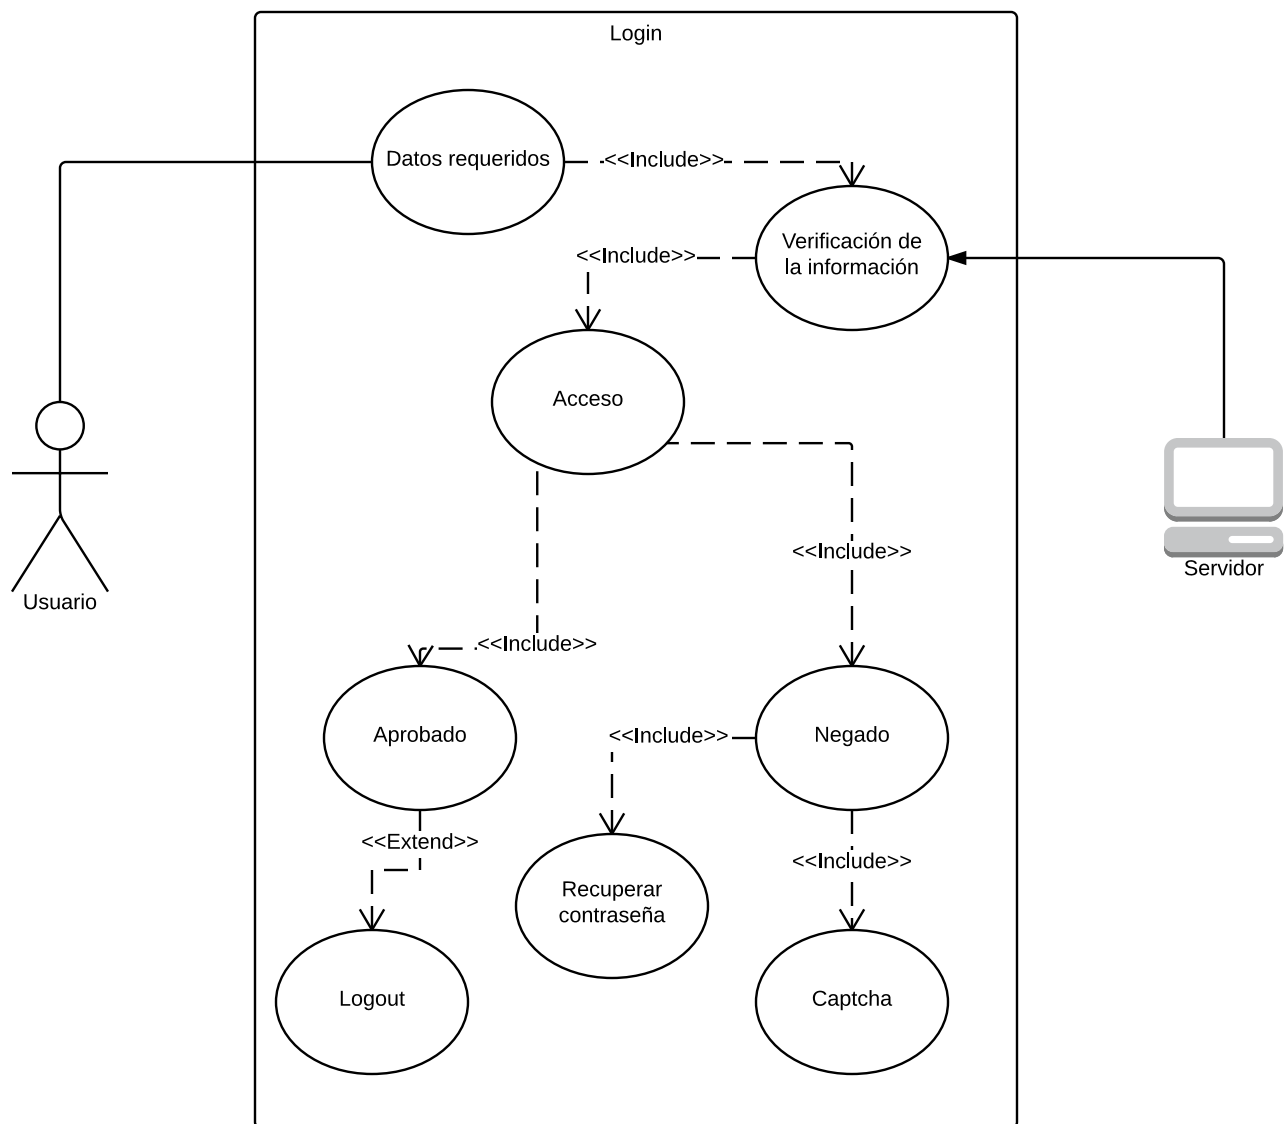 Login
Datos requeridos
<<Include>>
Verificación de
la información
<<Include>>
Acceso
<<Include>>
Servidor
Usuario
<<Include>>
Aprobado
<<Include>>
Negado
<<Extend>>
<<Include>>
Recuperar
contraseña
Logout
Captcha